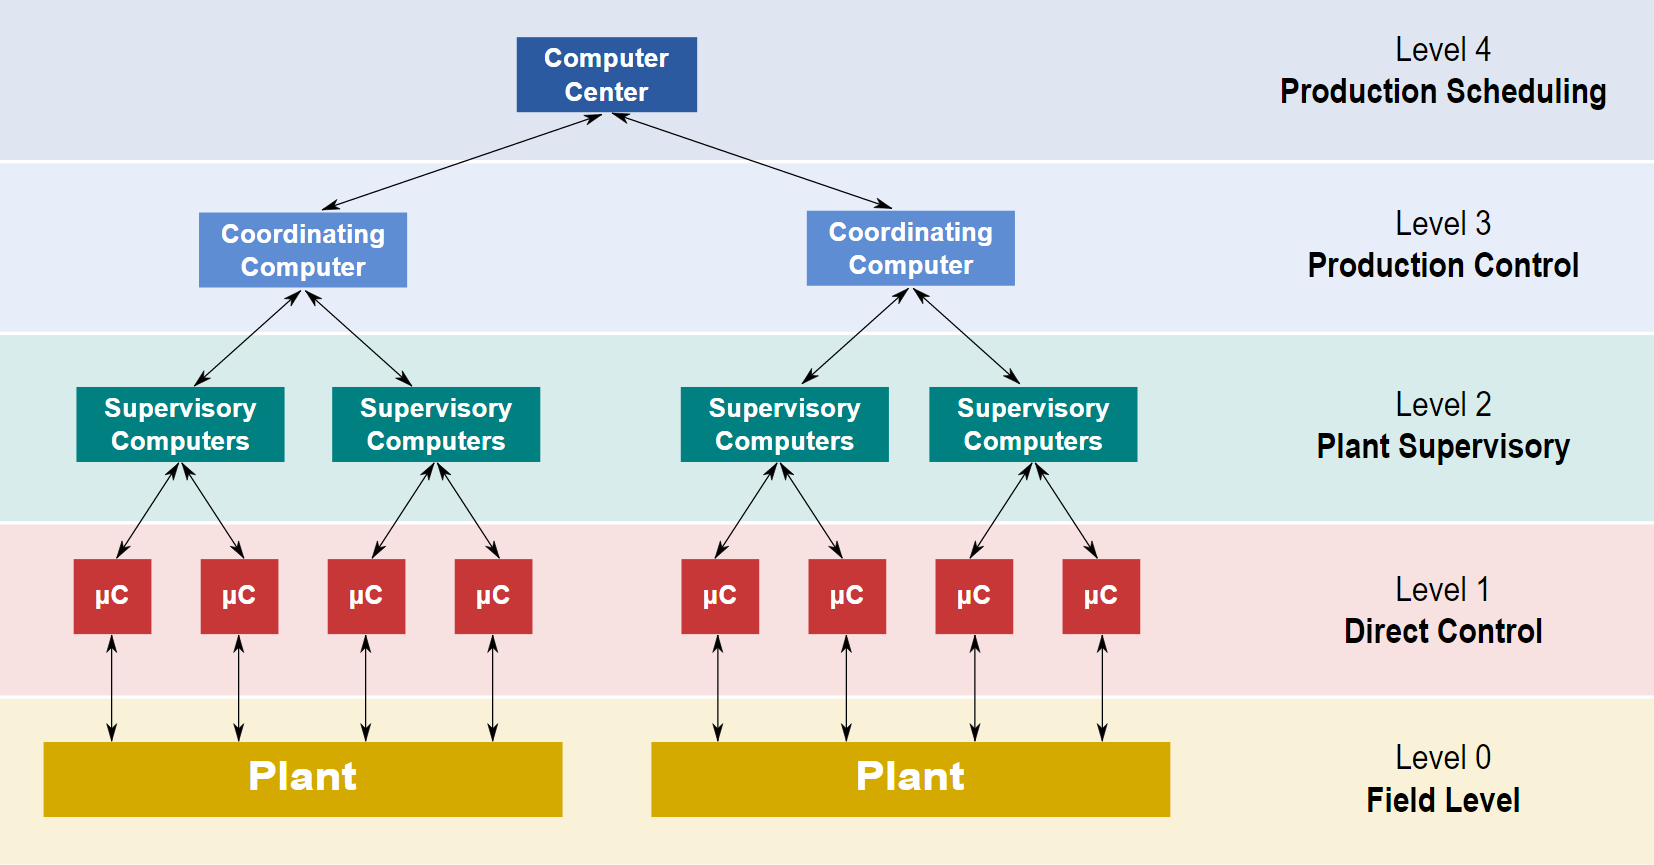 Computer
Center
Level 4
Production Scheduling
Coordinating
Computer
Coordinating
Computer
Level 3
Production Control
Supervisory
Computers
Supervisory
Computers
Supervisory
Computers
Supervisory
Computers
Level 2
Plant Supervisory
µC
µC
µC
µC
µC
µC
µC
µC
Level 1
Direct Control
Plant
Plant
Level 0
Field Level